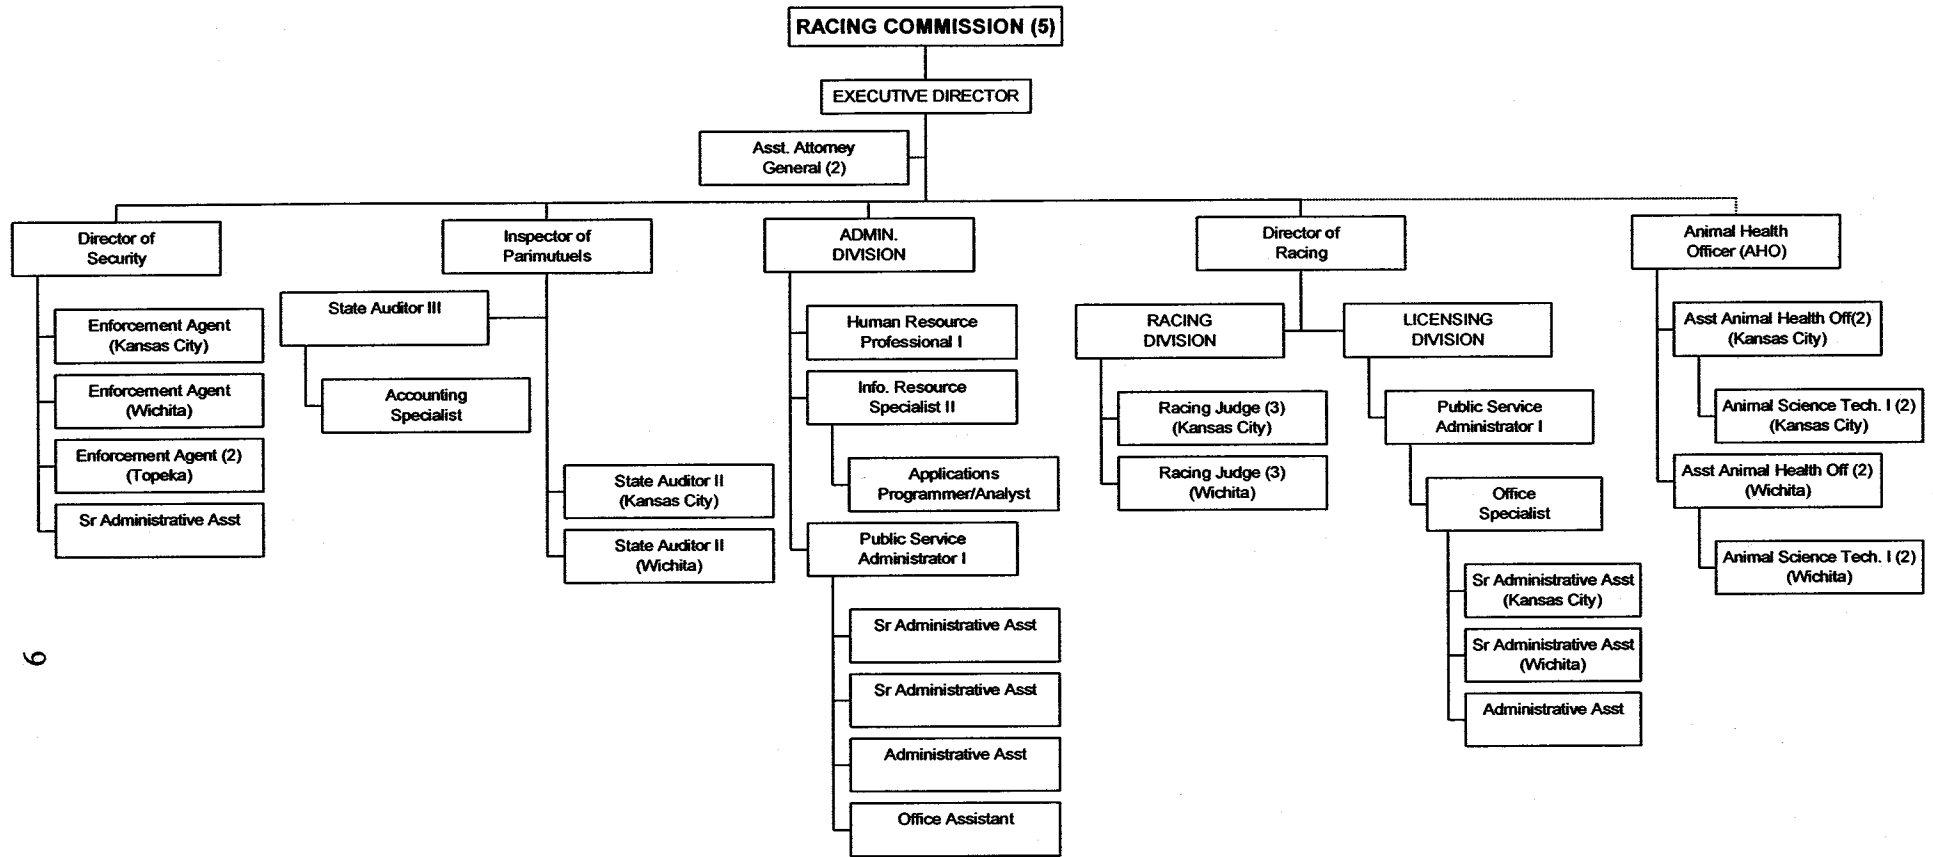 RACING COMMISSION (5)
EXECUTIVE DIRECTOR
Asst. Attorney
General (2)
Director of
Security
Enforcement Agent
(Kansas City)
Enforcement Agent
(Wichita)
Enforcement Agent (2)
(Topeka)
Sr Administrative Asst
Inspector of
Parimutuels
State Auditor III
Accounting
Specialist
State Auditor II
(Kansas City)
State Auditor II
(Wichita)
ADMIN.
DIVISION
Human Resource
Professional I
Info. Resource
Specialist II
Applications
Programmer/Analyst
Public Service
Administrator I
Sr Administrative Asst
Sr Administrative Asst
Administrative Asst
Office Assistant
Director of
Racing
RACING
DIVISION
Racing Judge (3)
(Kansas City)
Racing Judge (3)
(Wichita)
LICENSING
DIVISION
Public Service
Administrator I
Office
Specialist
Sr Administrative Asst
(Kansas City)
Sr Administrative Asst
(Wichita)
Administrative Asst
Animal Health
Officer (AHO)
Asst Animal Health Off(2)
(Kansas City)
Animal Science Tech. I (2)
(Kansas City)
Asst Animal Health Off (2)
(Wichita)
Animal Science Tech. I (2)
(Wichita)